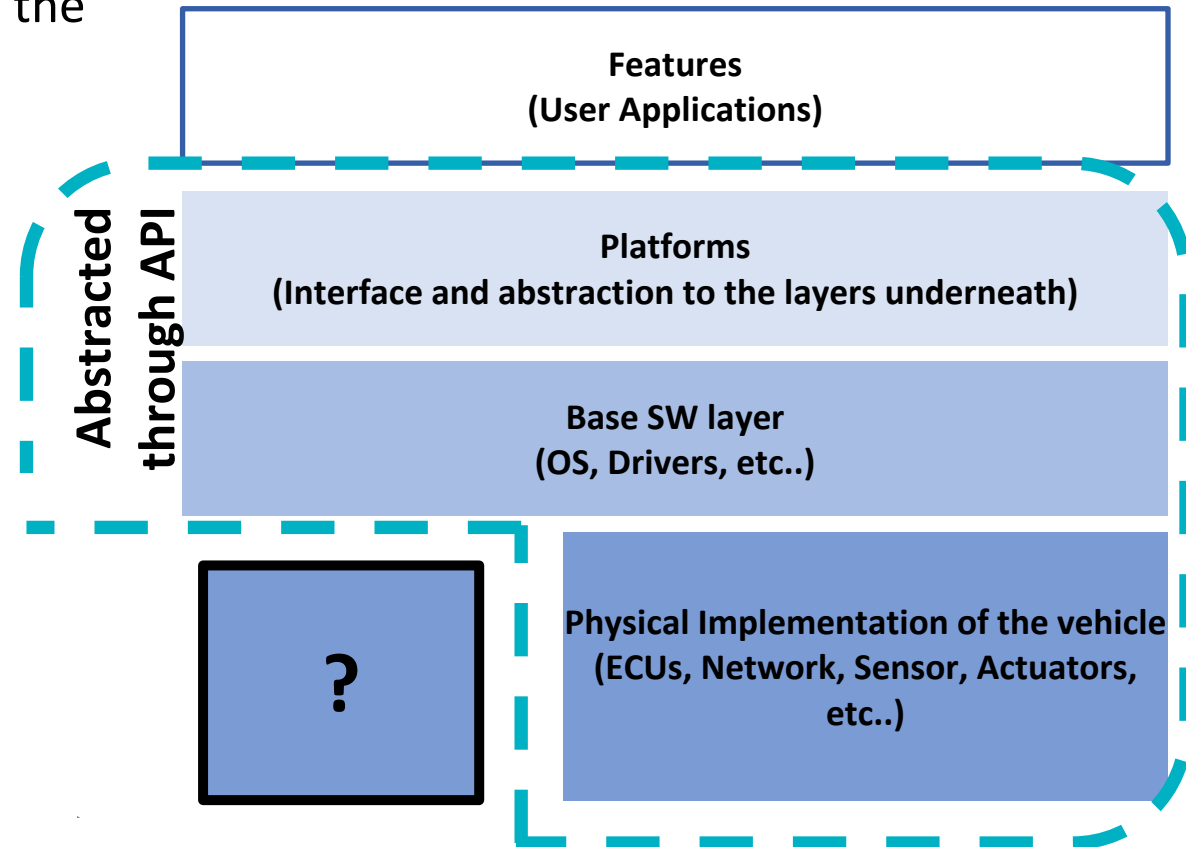 the
Features
(User Applications)
Abstracted
through API
Platforms
(Interface and abstraction to the layers underneath)
Base SW layer
(OS, Drivers, etc..)
?
Physical Implementation of the vehicle
(ECUs, Network, Sensor, Actuators,
etc..)